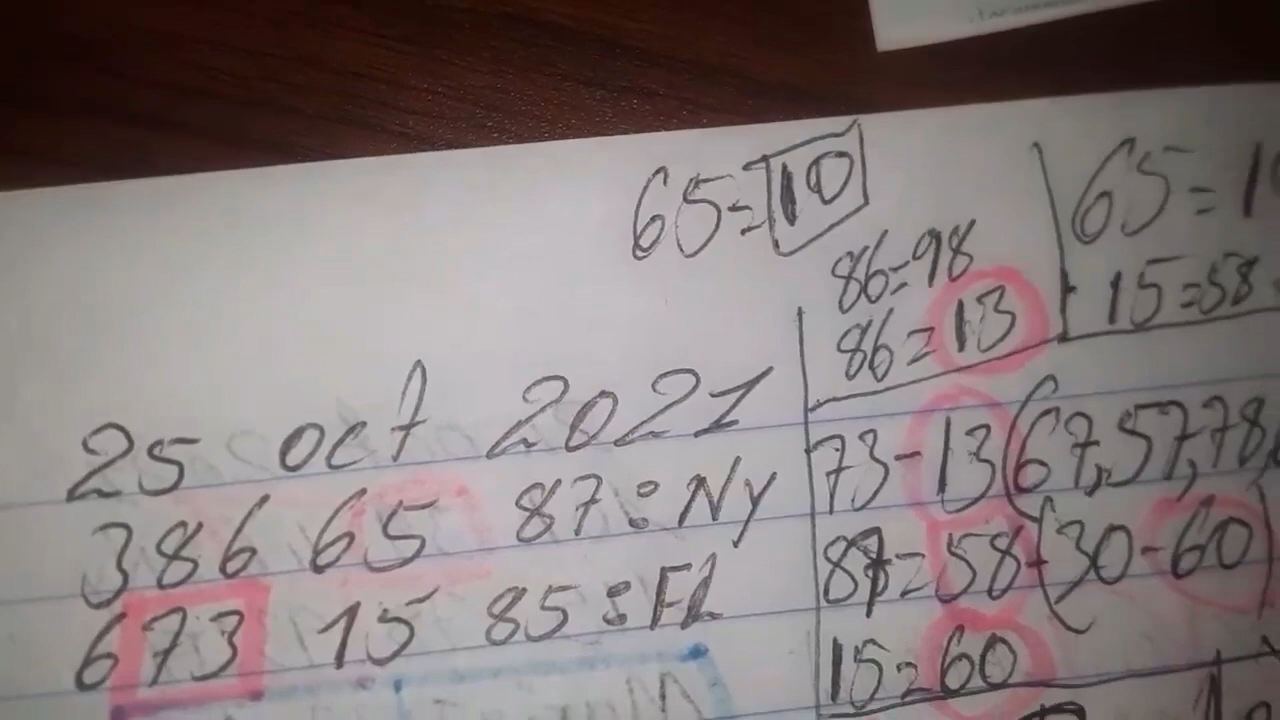 65=10
86=98
86=13
65=1
15=58
25 oct 2021
386 65 87:Ny
673 15 85:FL
73-13(67,57,78,
87=58-(30-60)
15=60